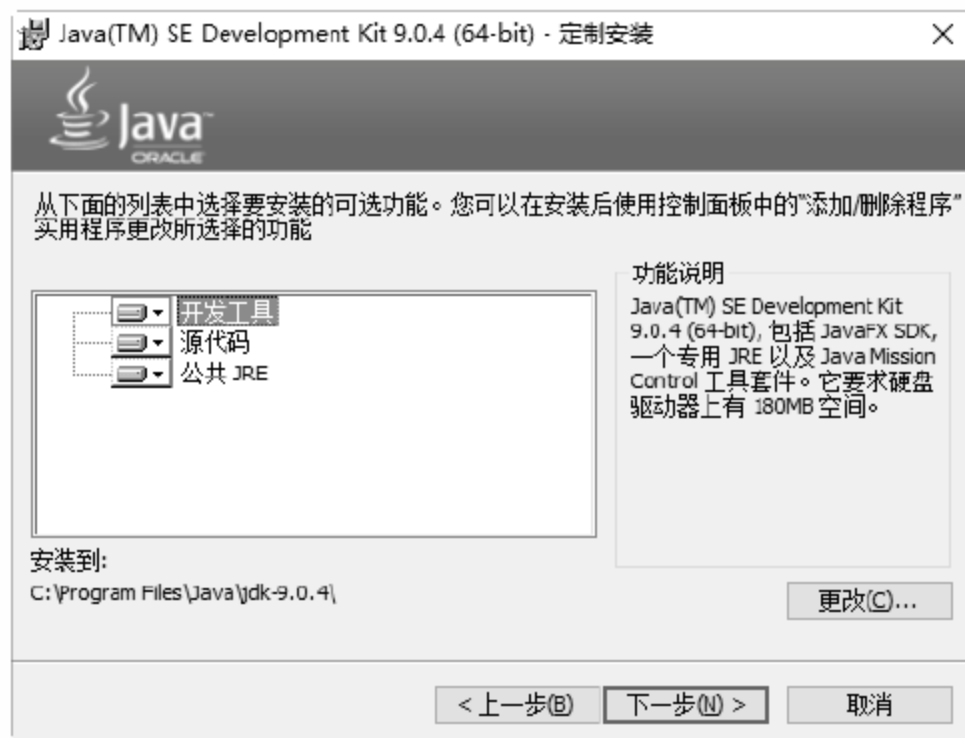 Java(TM) SE Development Kit 9.0.4 (64-bit) - 定制安装
Java™
ORACLE
从下面的列表中选择要安装的可选功能。您可以在安装后使用控制面板中的"添加/删除程序"
实用程序更改所选择的功能
功能说明
开发工具
源代码
公共 JRE
Java(TM) SE Development Kit
9.0.4 (64-bit), 包括 JavaFX SDK,
一个专用 JRE 以及 Java Mission
Control 工具套件。它要求硬盘
驱动器上有 180MB 空间。
安装到:
C:\Program Files\Java\jdk-9.0.4\
更改(C)...
< 上一步(B)
下一步(N) >
取消